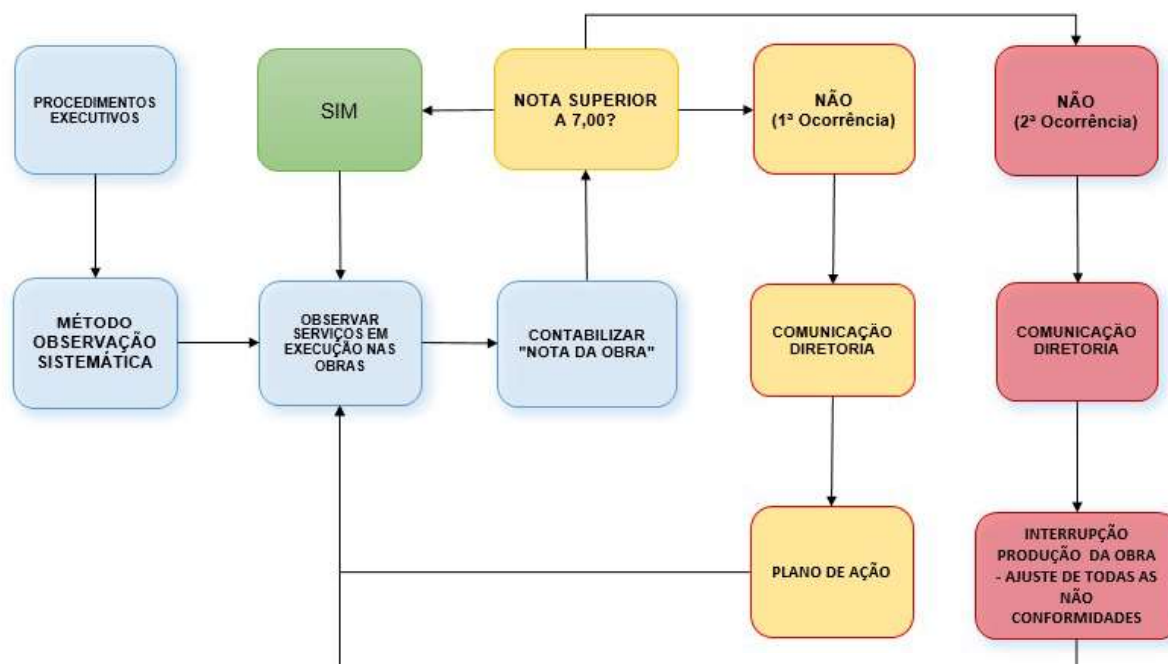 PROCEDIMENTOS
EXECUTIVOS
SIM
NOTA SUPERIOR
A 7,00?
NÃO
(1ª Ocorrência)
NÃO
(2ª Ocorrência)
MÉTODO
OBSERVAÇÃO
SISTEMÁTICA
OBSERVAR
SERVIÇOS EM
EXECUÇÃO NAS
OBRAS
CONTABILIZAR
"NOTA DA OBRA"
COMUNICAÇÃO
DIRETORIA
COMUNICAÇÃO
DIRETORIA
PLANO DE AÇÃO
INTERRUPÇÃO
PRODUÇÃO DA OBRA
- AJUSTE DE TODAS AS
NÃO
CONFORMIDADES